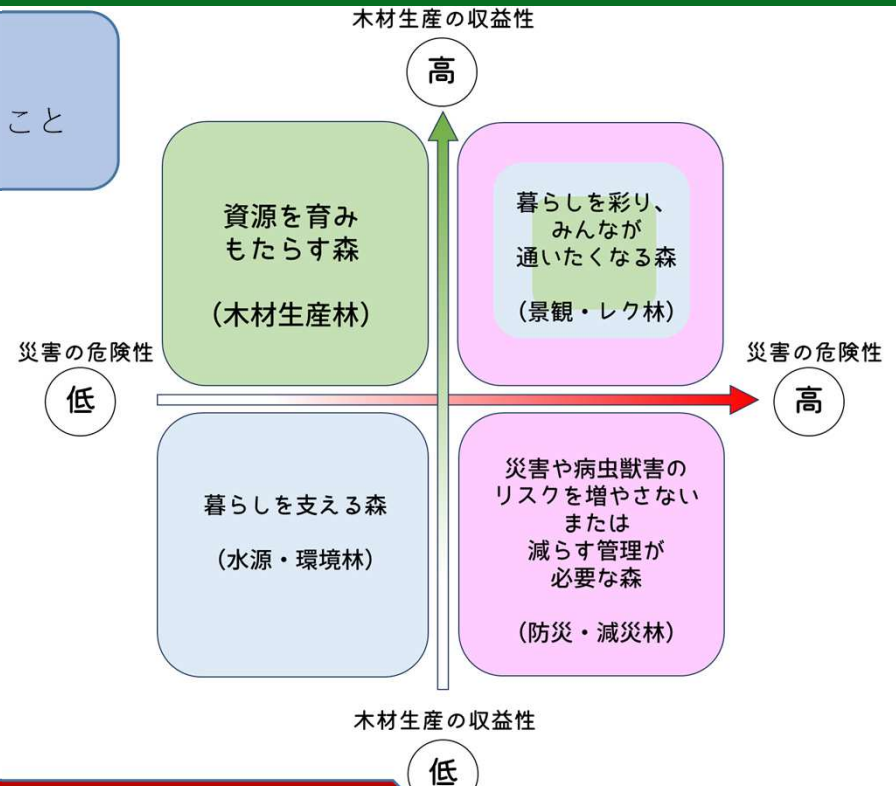 木材生産の収益性
高
こと
資源を育み
もたらす森
(木材生産林)
暮らしを彩り、
みんなが
通いたくなる森
(景観・レク林)
災害の危険性
低
災害の危険性
高
暮らしを支える森
(水源・環境林)
災害や病虫獣害の
リスクを増やさない
または
減らす管理が
必要な森
(防災・減災林)
木材生産の収益性
低